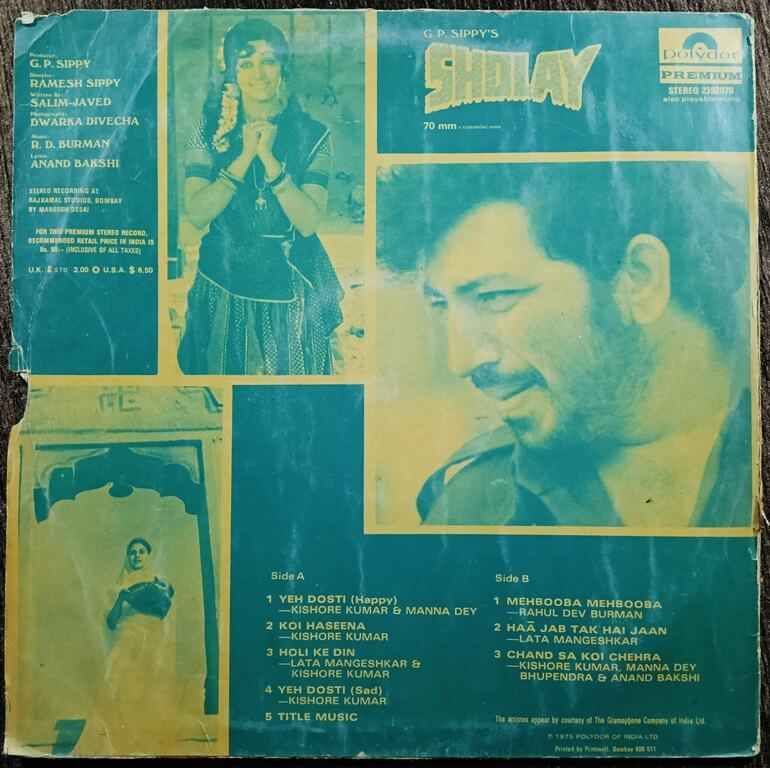 Producer:
G. P. SIPPY
Director:
RAMESH SIPPY
Written By:
SALIM-JAVED
Photography:
DWARKA DIVECHA
Music:
R. D. BURMAN
Lyrics:
ANAND BAKSHI
STEREO RECORDING AT
RAJKAMAL STUDIOS, BOMBAY
BY MANGESH DESAI
FOR THIS PREMIUM STEREO RECORD,
RECOMMENDED RETAIL PRICE IN INDIA IS
Rs. 50/- (INCLUSIVE OF ALL TAXES)
U.K. £ STG 3.00 U.S.A. $ 6.50
G. P. SIPPY'S
SHOLAY
70 mm - STEREOPHONIC SOUND
polydor
PREMIUM
STEREO 2392070
also playable mono
Side A
1 YEH DOSTI (Happy)
—KISHORE KUMAR & MANNA DEY
2 KOI HASEENA
—KISHORE KUMAR
3 HOLI KE DIN
—LATA MANGESHKAR &
KISHORE KUMAR
4 YEH DOSTI (Sad)
—KISHORE KUMAR
5 TITLE MUSIC
Side B
1 MEHBOOBA MEHBOOBA
—RAHUL DEV BURMAN
2 HAĀ JAB TAK HAI JAAN
—LATA MANGESHKAR
3 CHAND SA KOI CHEHRA
—KISHORE KUMAR, MANNA DEY
BHUPENDRA & ANAND BAKSHI
The artistes appear by courtesy of The Gramophone Company of India Ltd.
℗ 1975 POLYDOR OF INDIA LTD
Printed by Printwell, Bombay 400 011